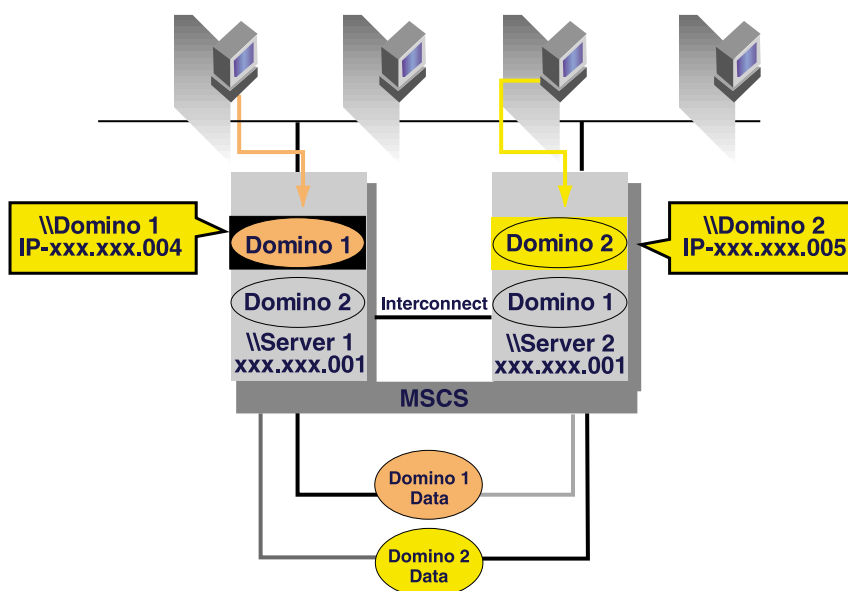 \\Domino 1
IP-xxx.xxx.004
Domino 1
Domino 2
\\Server 1
xxx.xxx.001
Interconnect
Domino 2
Domino 1
\\Server 2
xxx.xxx.001
\\Domino 2
IP-xxx.xxx.005
MSCS
Domino 1
Data
Domino 2
Data